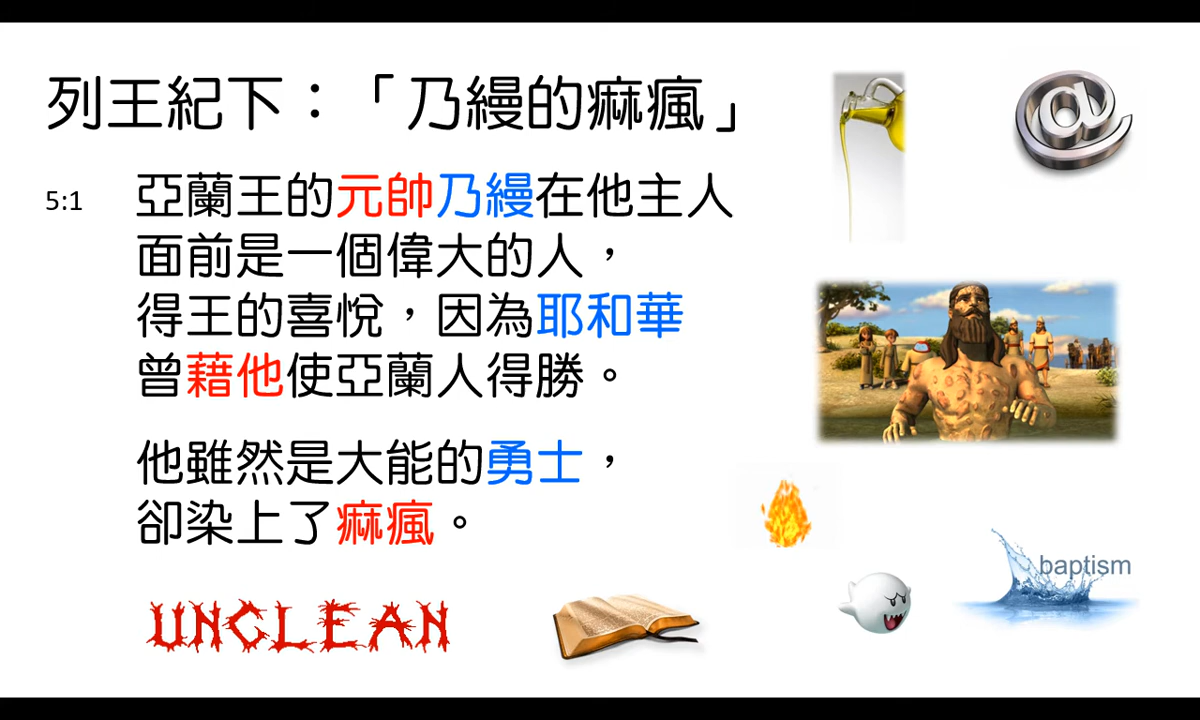 列王紀下：「乃縵的痲瘋」
5:1 亞蘭王的元帥乃縵在他主人
面前是一個偉大的人，
得王的喜悅，因為耶和華
曾藉他使亞蘭人得勝。
他雖然是大能的勇士，
卻染上了痲瘋。
UNCLEAN
@
baptism